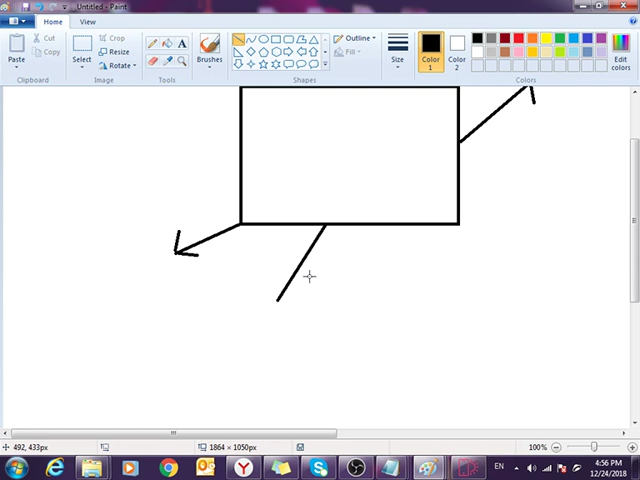 Untitled - Paint
Home View
Paste
Cut
Copy
Clipboard
Select
Crop
Resize
Rotate
Image
A
Tools
Brushes
Outline
Fill
Shapes
Size
Color 1
Color 2
Edit colors
Colors
492, 433px
1864 × 1050px
100%
EN
4:56 PM
12/24/2018